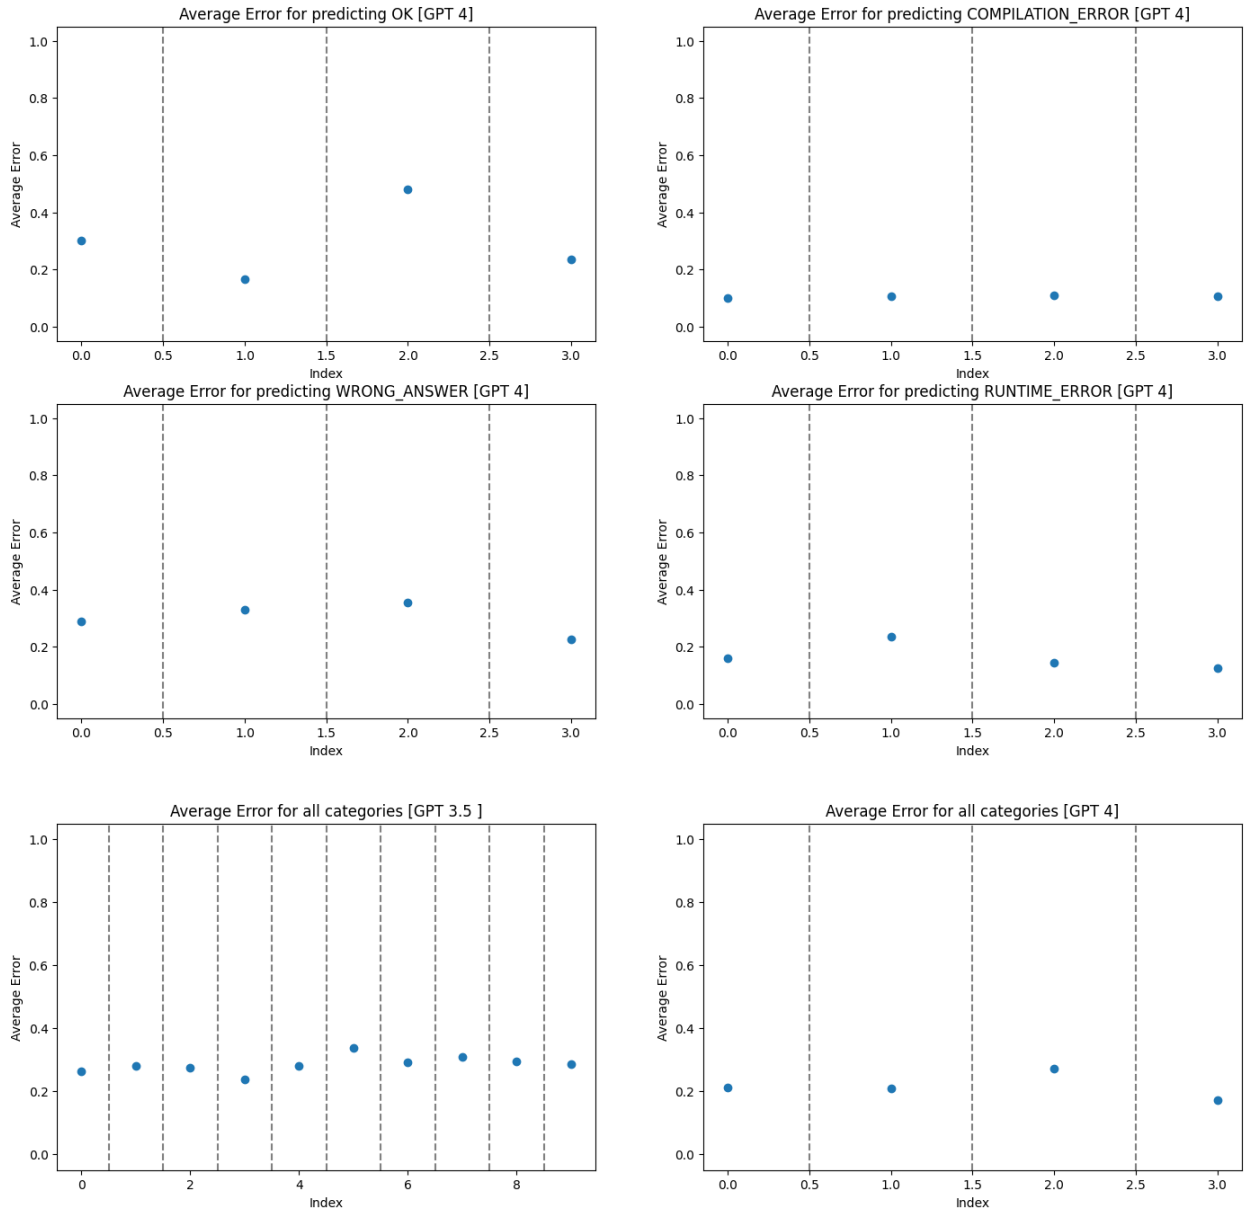 Average Error for predicting OK [GPT 4]
1.0
0.8
0.6
0.4
0.2
0.0
Average Error
0.0 0.5 1.0 1.5 2.0 2.5 3.0
Index
Average Error for predicting COMPILATION_ERROR [GPT 4]
1.0
0.8
0.6
0.4
0.2
0.0
Average Error
0.0 0.5 1.0 1.5 2.0 2.5 3.0
Index
Average Error for predicting WRONG_ANSWER [GPT 4]
1.0
0.8
0.6
0.4
0.2
0.0
Average Error
0.0 0.5 1.0 1.5 2.0 2.5 3.0
Index
Average Error for predicting RUNTIME_ERROR [GPT 4]
1.0
0.8
0.6
0.4
0.2
0.0
Average Error
0.0 0.5 1.0 1.5 2.0 2.5 3.0
Index
Average Error for all categories [GPT 3.5 ]
1.0
0.8
0.6
0.4
0.2
0.0
Average Error
0 2 4 6 8
Index
Average Error for all categories [GPT 4]
1.0
0.8
0.6
0.4
0.2
0.0
Average Error
0.0 0.5 1.0 1.5 2.0 2.5 3.0
Index